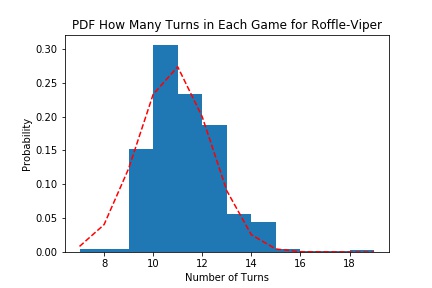 PDF How Many Turns in Each Game for Roffle-Viper
0.30
0.25
0.20
0.15
0.10
0.05
0.00
Probability
8 10 12 14 16 18
Number of Turns